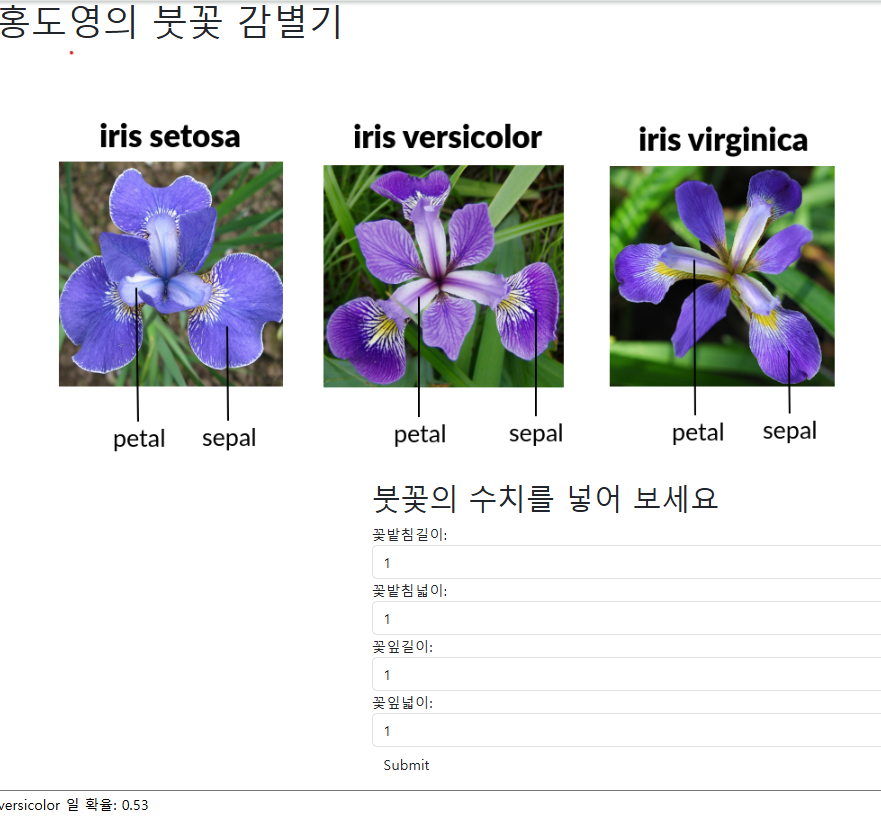 홍도영의 붓꽃 감별기
iris setosa
iris versicolor
iris virginica
petal
sepal
petal
sepal
petal
sepal
붓꽃의 수치를 넣어 보세요
꽃밭침길이:
1
꽃밭침넓이:
1
꽃잎길이:
1
꽃잎넓이:
1
Submit
versicolor 일 확율: 0.53